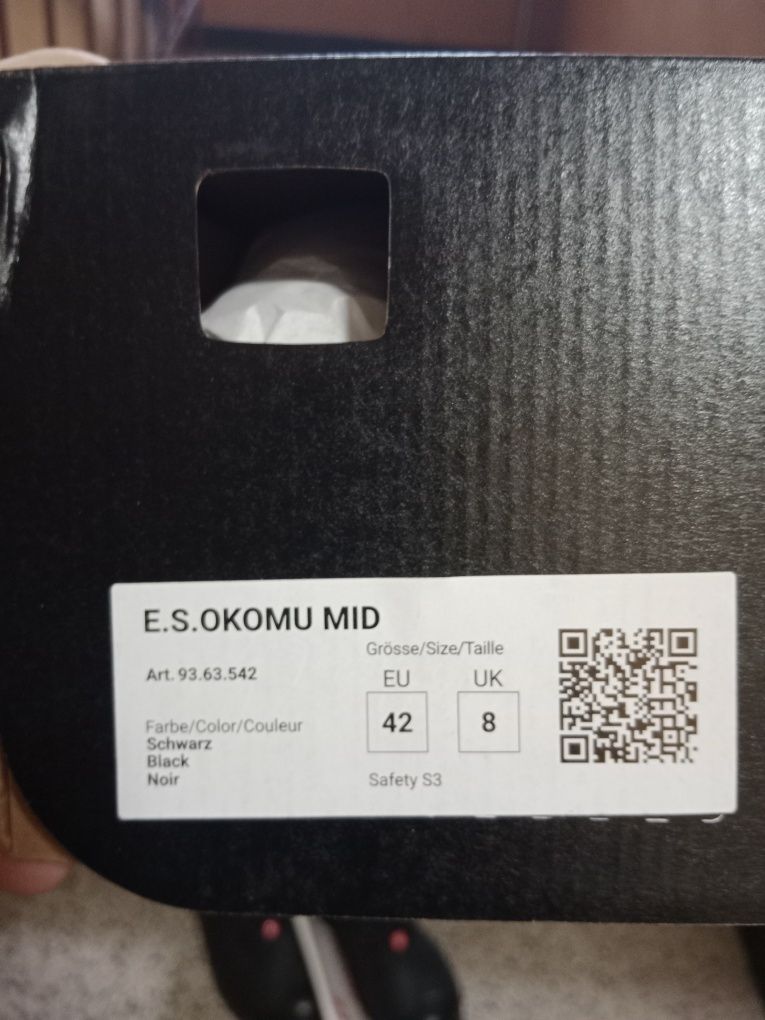 E.S.OKOMU MID
Grösse/Size/Taille
Art. 93.63.542
EU UK
42 8
Farbe/Color/Couleur
Schwarz
Black
Noir
Safety S3